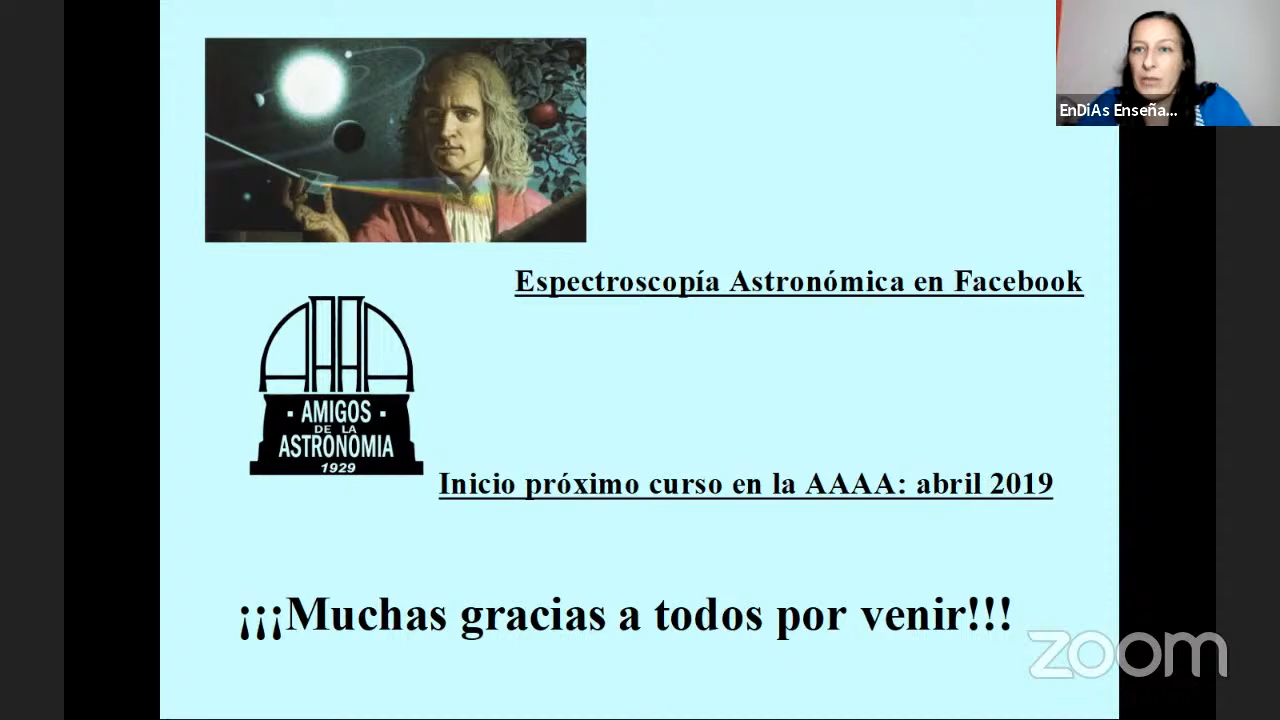 EnDiAs Enseña...
Espectroscopía Astronómica en Facebook
· AMIGOS ·
DE LA
ASTRONOMIA
1929
Inicio próximo curso en la AAAA: abril 2019
¡¡¡Muchas gracias a todos por venir!!!
zoom